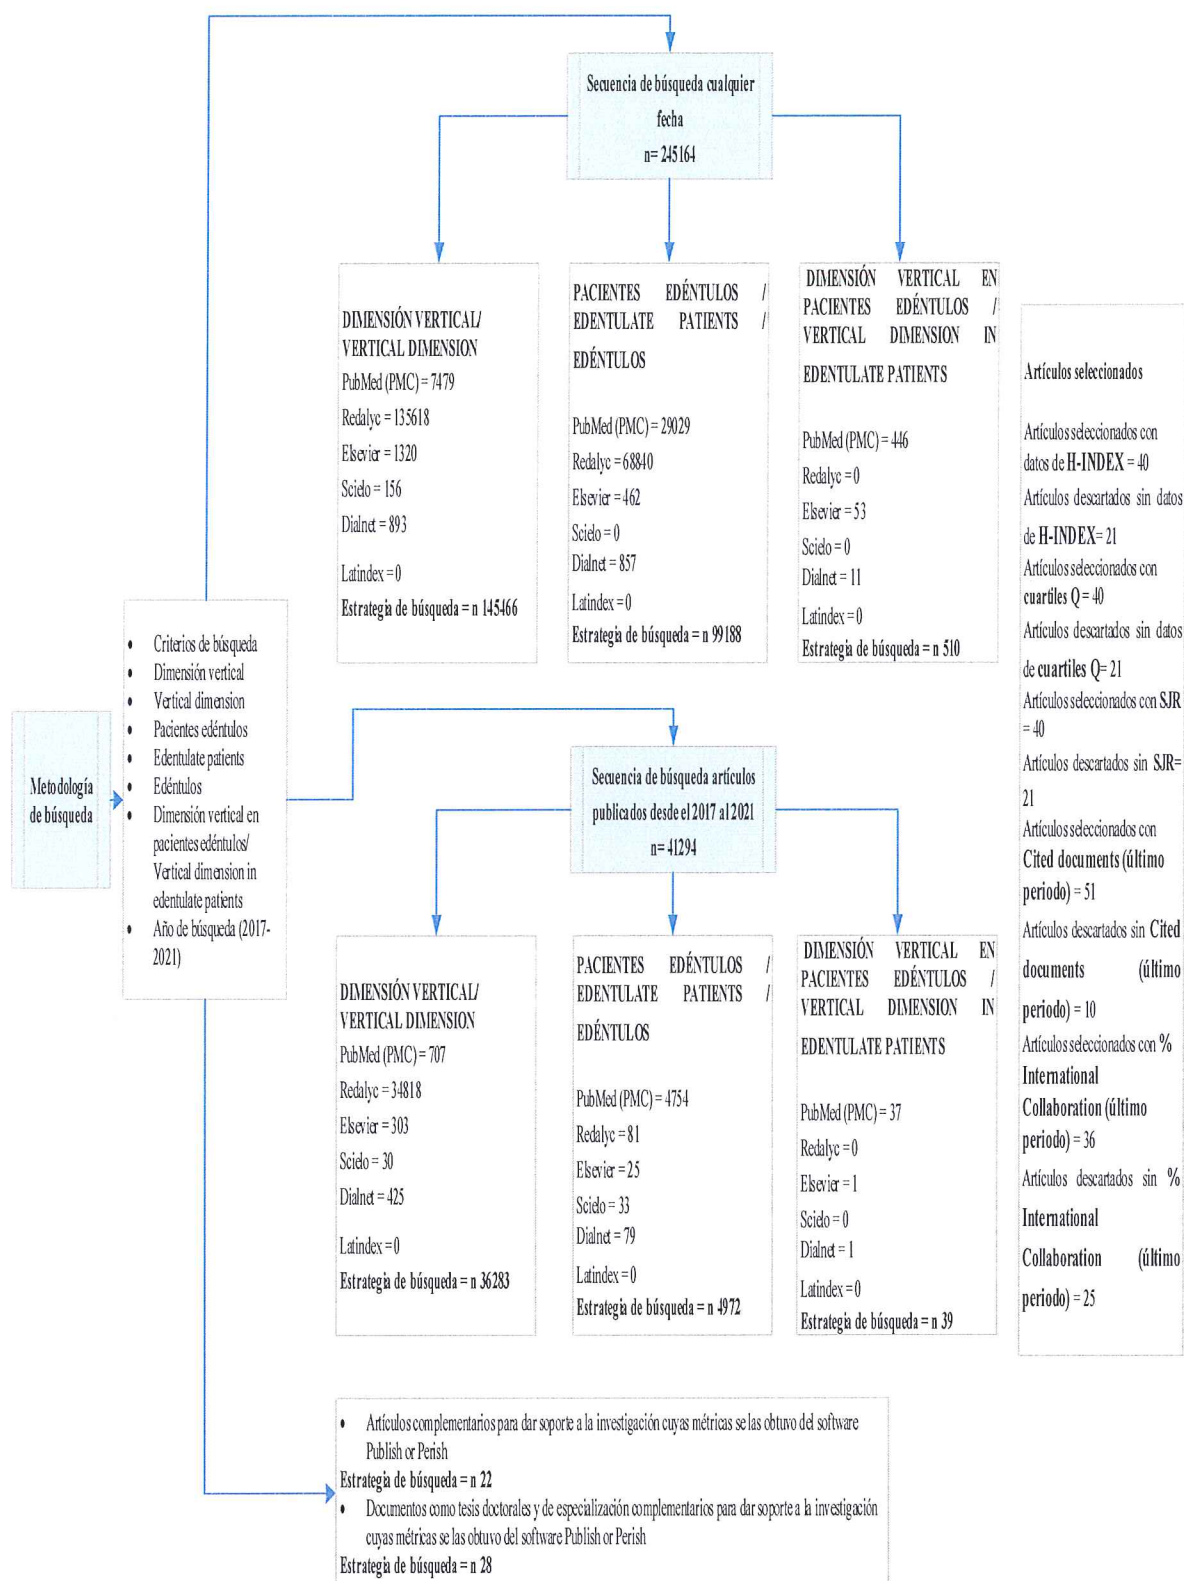 Secuencia de búsqueda cualquier
fecha
n= 245164
DIMENSIÓN VERTICAL/
VERTICAL DIMENSION
PubMed (PMC) = 7479
Redalyc = 135618
Elsevier = 1320
Scielo = 156
Dialnet = 893
Latindex = 0
Estrategia de búsqueda = n 145466
PACIENTES EDÉNTULOS /
EDENTULATE PATIENTS /
EDÉNTULOS
PubMed (PMC) = 29029
Redalyc = 68840
Elsevier = 462
Scielo = 0
Dialnet = 857
Latindex = 0
Estrategia de búsqueda = n 99188
DIMENSIÓN VERTICAL EN
PACIENTES EDÉNTULOS /
VERTICAL DIMENSION IN
EDENTULATE PATIENTS
PubMed (PMC) = 446
Redalyc = 0
Elsevier = 53
Scielo = 0
Dialnet = 11
Latindex = 0
Estrategia de búsqueda = n 510
Metodología
de búsqueda
• Criterios de búsqueda
• Dimensión vertical
• Vertical dimension
• Pacientes edéntulos
• Edentulate patients
• Edéntulos
• Dimensión vertical en
pacientes edéntulos/
Vertical dimension in
edentulate patients
• Año de búsqueda (2017-
2021)
Secuencia de búsqueda artículos
publicados desde el 2017 al 2021
n= 41294
DIMENSIÓN VERTICAL/
VERTICAL DIMENSION
PubMed (PMC) = 707
Redalyc = 34818
Elsevier = 303
Scielo = 30
Dialnet = 425
Latindex = 0
Estrategia de búsqueda = n 36283
PACIENTES EDÉNTULOS /
EDENTULATE PATIENTS /
EDÉNTULOS
PubMed (PMC) = 4754
Redalyc = 81
Elsevier = 25
Scielo = 33
Dialnet = 79
Latindex = 0
Estrategia de búsqueda = n 4972
DIMENSIÓN VERTICAL EN
PACIENTES EDÉNTULOS /
VERTICAL DIMENSION IN
EDENTULATE PATIENTS
PubMed (PMC) = 37
Redalyc = 0
Elsevier = 1
Scielo = 0
Dialnet = 1
Latindex = 0
Estrategia de búsqueda = n 39
Artículos seleccionados
Artículos seleccionados con
datos de H-INDEX = 40
Artículos descartados sin datos
de H-INDEX= 21
Artículos seleccionados con
cuartiles Q = 40
Artículos descartados sin datos
de cuartiles Q= 21
Artículos seleccionados con SJR
= 40
Artículos descartados sin SJR=
21
Artículos seleccionados con
Cited documents (último
periodo) = 51
Artículos descartados sin Cited
documents (último
periodo) = 10
Artículos seleccionados con %
International
Collaboration (último
periodo) = 36
Artículos descartados sin %
International
Collaboration (último
periodo) = 25
• Artículos complementarios para dar soporte a la investigación cuyas métricas se las obtuvo del software
Publish or Perish
Estrategia de búsqueda = n 22
• Documentos como tesis doctorales y de especialización complementarios para dar soporte a la investigación
cuyas métricas se las obtuvo del software Publish or Perish
Estrategia de búsqueda = n 28